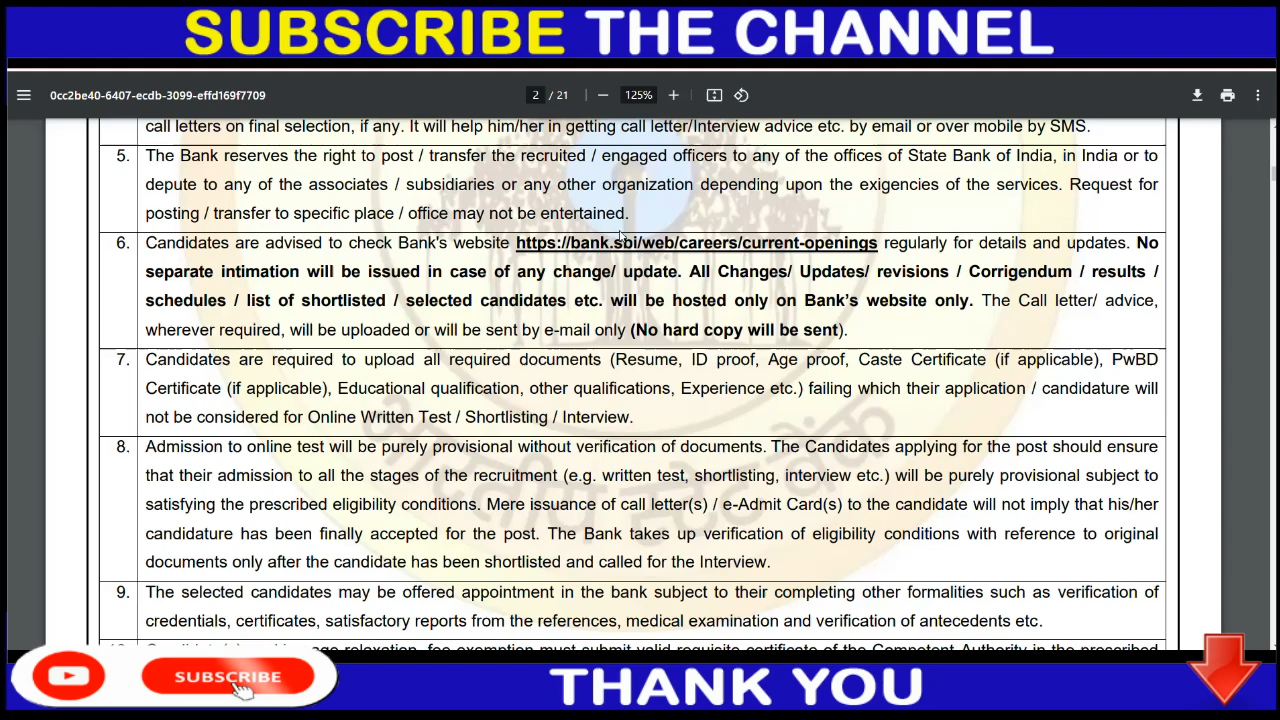 SUBSCRIBE THE CHANNEL
0cc2be40-6407-ecdb-3099-effd169f7709 2 / 21 125%
call letters on final selection, if any. It will help him/her in getting call letter/Interview advice etc. by email or over mobile by SMS.
5. The Bank reserves the right to post / transfer the recruited / engaged officers to any of the offices of State Bank of India, in India or to
depute to any of the associates / subsidiaries or any other organization depending upon the exigencies of the services. Request for
posting / transfer to specific place / office may not be entertained.
6. Candidates are advised to check Bank's website https://bank.sbi/web/careers/current-openings regularly for details and updates. No
separate intimation will be issued in case of any change/ update. All Changes/ Updates/ revisions / Corrigendum / results /
schedules / list of shortlisted / selected candidates etc. will be hosted only on Bank's website only. The Call letter/ advice,
wherever required, will be uploaded or will be sent by e-mail only (No hard copy will be sent).
7. Candidates are required to upload all required documents (Resume, ID proof, Age proof, Caste Certificate (if applicable), PwBD
Certificate (if applicable), Educational qualification, other qualifications, Experience etc.) failing which their application / candidature will
not be considered for Online Written Test / Shortlisting / Interview.
8. Admission to online test will be purely provisional without verification of documents. The Candidates applying for the post should ensure
that their admission to all the stages of the recruitment (e.g. written test, shortlisting, interview etc.) will be purely provisional subject to
satisfying the prescribed eligibility conditions. Mere issuance of call letter(s) / e-Admit Card(s) to the candidate will not imply that his/her
candidature has been finally accepted for the post. The Bank takes up verification of eligibility conditions with reference to original
documents only after the candidate has been shortlisted and called for the Interview.
9. The selected candidates may be offered appointment in the bank subject to their completing other formalities such as verification of
credentials, certificates, satisfactory reports from the references, medical examination and verification of antecedents etc.
age relaxation, fee exemption must submit valid requisite certificate of the Competent Authority in the prescribed
भारतीय स्टेट बैंक
SUBSCRIBE
THANK YOU